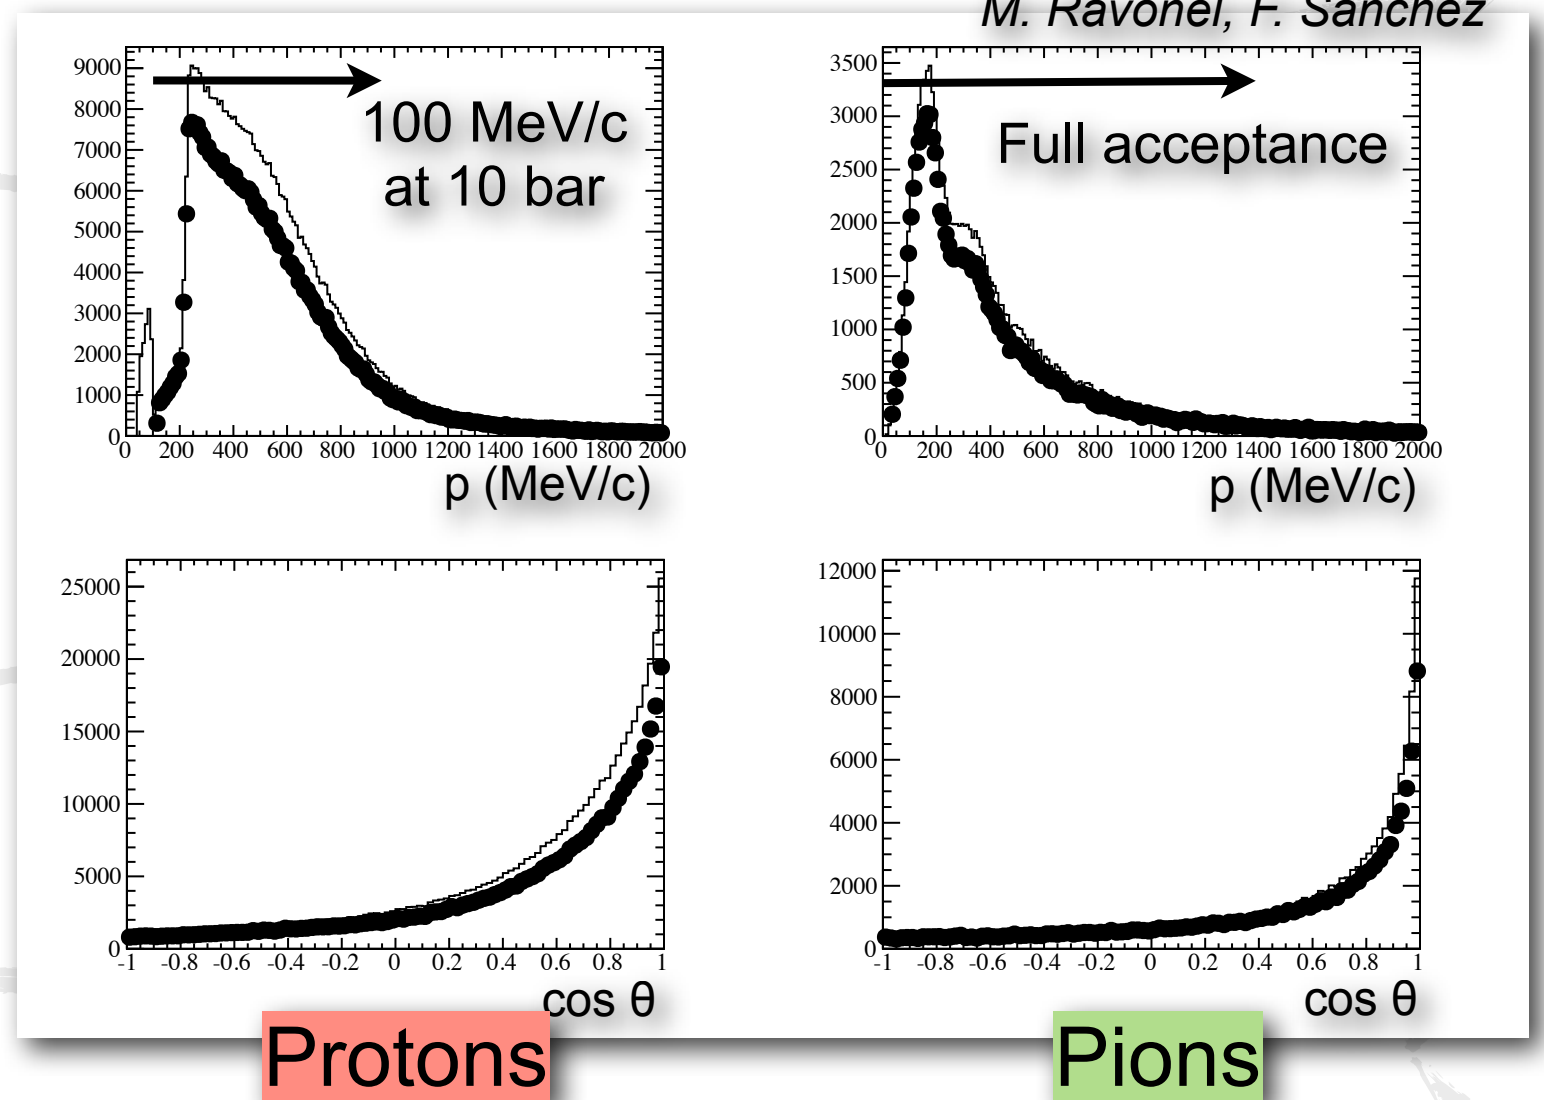 M. Ravonel, F. Sanchez
9000
8000
7000
6000
5000
4000
3000
2000
1000
0
0 200 400 600 800 1000 1200 1400 1600 1800 2000
p (MeV/c)
100 MeV/c
at 10 bar
3500
3000
2500
2000
1500
1000
500
0
0 200 400 600 800 1000 1200 1400 1600 1800 2000
p (MeV/c)
Full acceptance
25000
20000
15000
10000
5000
0
-1 -0.8 -0.6 -0.4 -0.2 0 0.2 0.4 0.6 0.8 1
cos θ
12000
10000
8000
6000
4000
2000
0
-1 -0.8 -0.6 -0.4 -0.2 0 0.2 0.4 0.6 0.8 1
cos θ
Protons
Pions